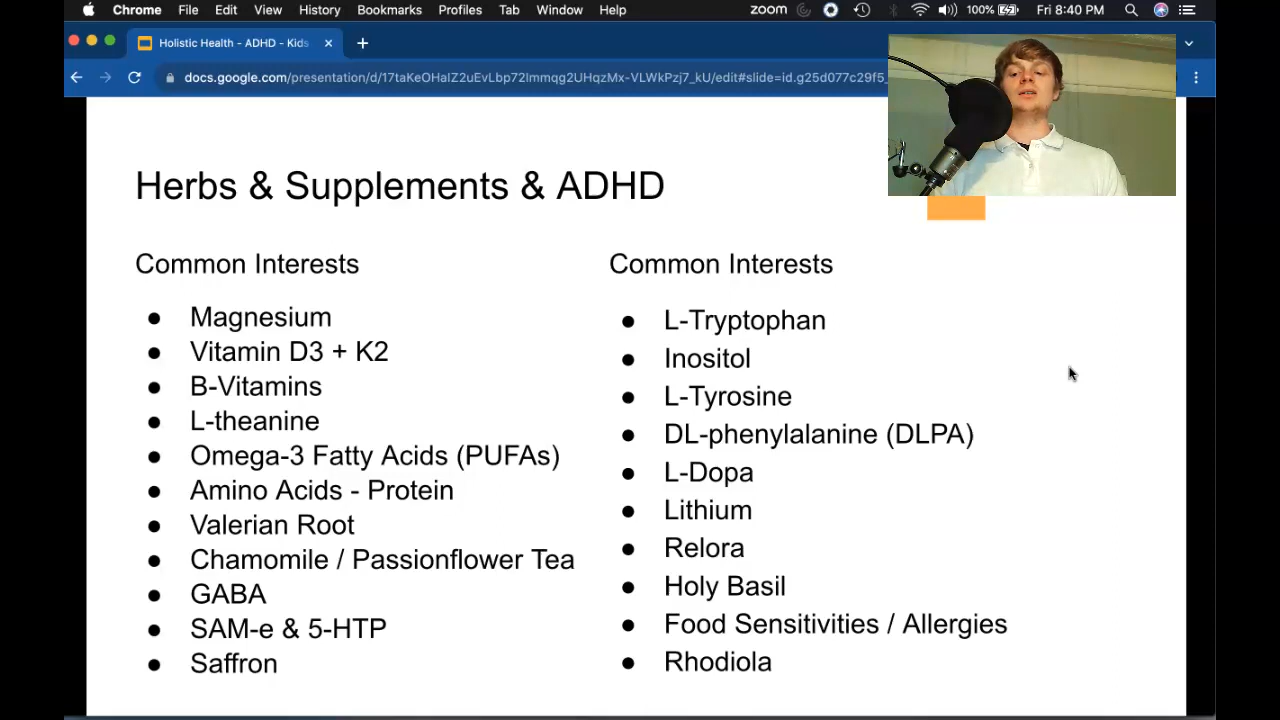 Chrome File Edit View History Bookmarks Profiles Tab Window Help zoom 100% Fri 8:40 PM
Holistic Health - ADHD - Kids
docs.google.com/presentation/d/17taKeOHaIZ2uEvLbp72Immqg2UHqzMx-VLWkPzj7_kU/edit#slide=id.g25d077c29f5_
Herbs & Supplements & ADHD
Common Interests
● Magnesium
● Vitamin D3 + K2
● B-Vitamins
● L-theanine
● Omega-3 Fatty Acids (PUFAs)
● Amino Acids - Protein
● Valerian Root
● Chamomile / Passionflower Tea
● GABA
● SAM-e & 5-HTP
● Saffron
Common Interests
● L-Tryptophan
● Inositol
● L-Tyrosine
● DL-phenylalanine (DLPA)
● L-Dopa
● Lithium
● Relora
● Holy Basil
● Food Sensitivities / Allergies
● Rhodiola